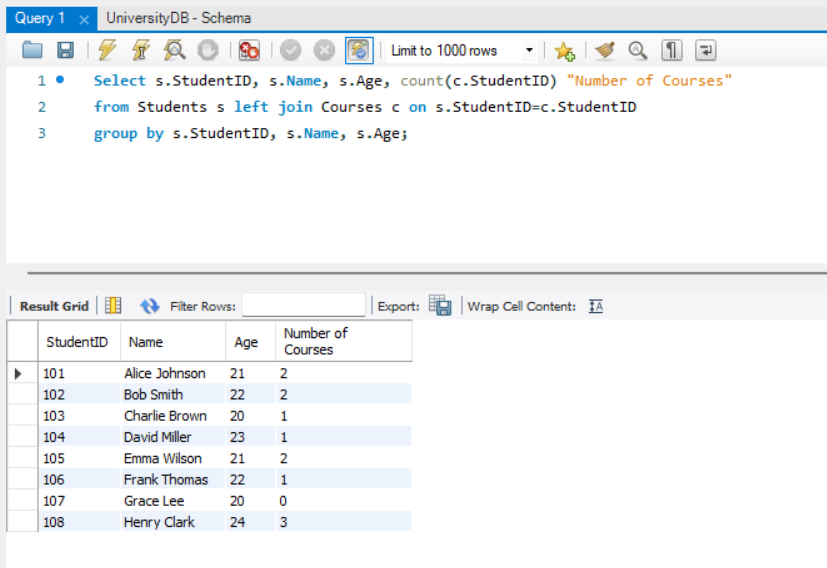 Query 1 × UniversityDB - Schema
Limit to 1000 rows
1 Select s.StudentID, s.Name, s.Age, count(c.StudentID) "Number of Courses"
2 from Students s left join Courses c on s.StudentID=c.StudentID
3 group by s.StudentID, s.Name, s.Age;
Result Grid Filter Rows: Export: Wrap Cell Content: IA
StudentID Name Age Number of Courses
101 Alice Johnson 21 2
102 Bob Smith 22 2
103 Charlie Brown 20 1
104 David Miller 23 1
105 Emma Wilson 21 2
106 Frank Thomas 22 1
107 Grace Lee 20 0
108 Henry Clark 24 3